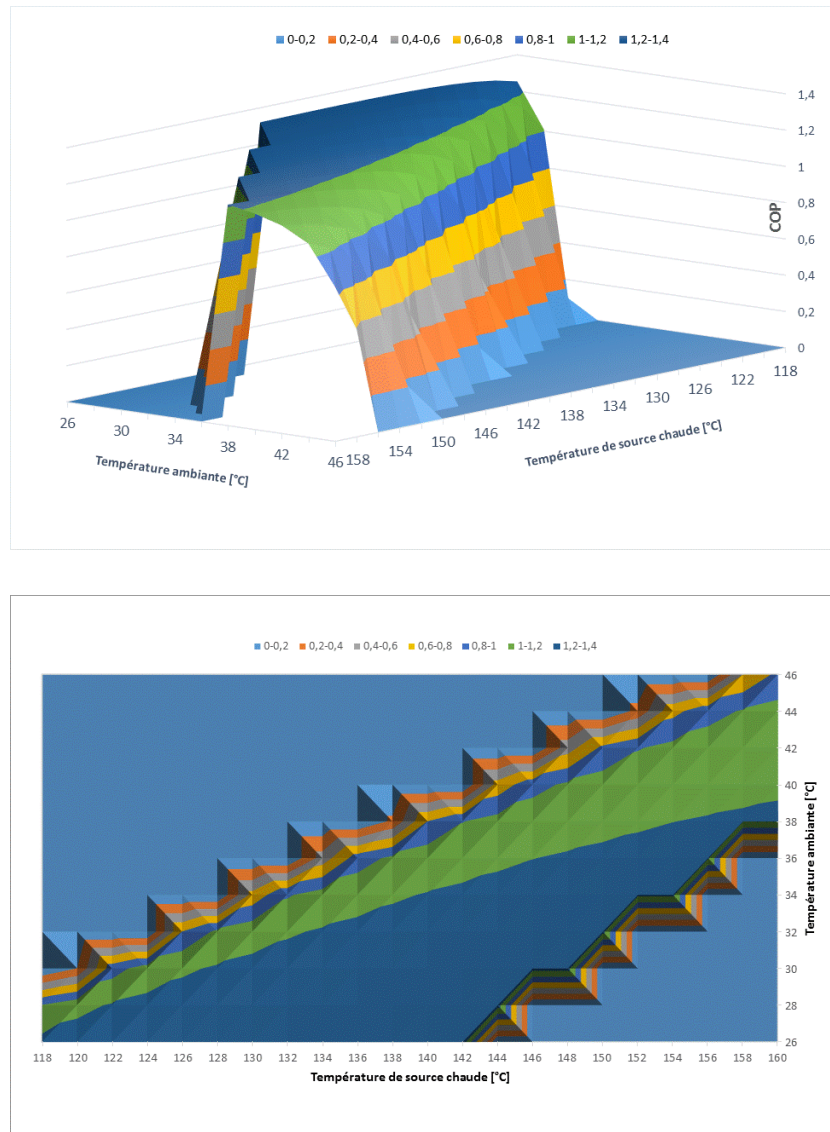 0-0,2 0,2-0,4 0,4-0,6 0,6-0,8 0,8-1 1-1,2 1,2-1,4
1,4
1,2
1
0,8
0,6
0,4
0,2
0
COP
26 30 34 38 42 46
Température ambiante [°C]
158 154 150 146 142 138 134 130 126 122 118
Température de source chaude [°C]
0-0,2 0,2-0,4 0,4-0,6 0,6-0,8 0,8-1 1-1,2 1,2-1,4
46
44
42
40
38
36
34
32
30
28
26
Température ambiante [°C]
118 120 122 124 126 128 130 132 134 136 138 140 142 144 146 148 150 152 154 156 158 160
Température de source chaude [°C]